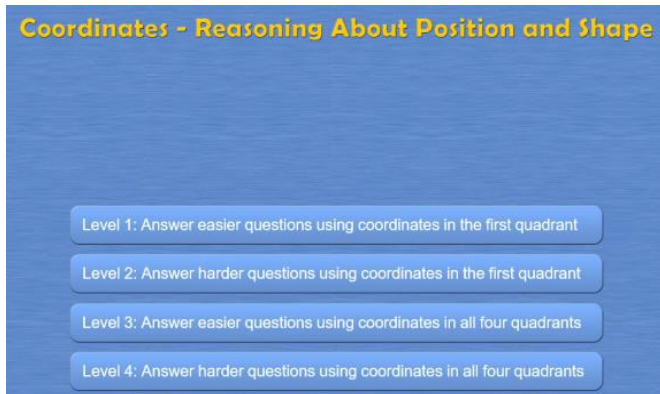 Coordinates - Reasoning About Position and Shape
Level 1: Answer easier questions using coordinates in the first quadrant
Level 2: Answer harder questions using coordinates in the first quadrant
Level 3: Answer easier questions using coordinates in all four quadrants
Level 4: Answer harder questions using coordinates in all four quadrants